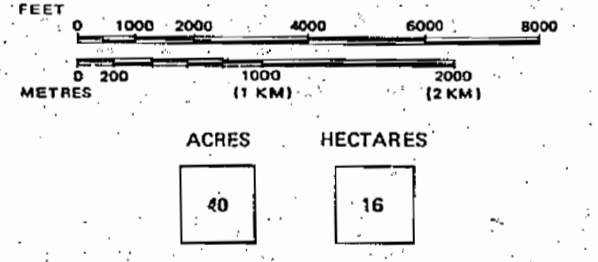 FEET
0 1000 2000 4000 6000 8000
0 200 1000 2000
METRES (1 KM) (2 KM)
ACRES HECTARES
40 16